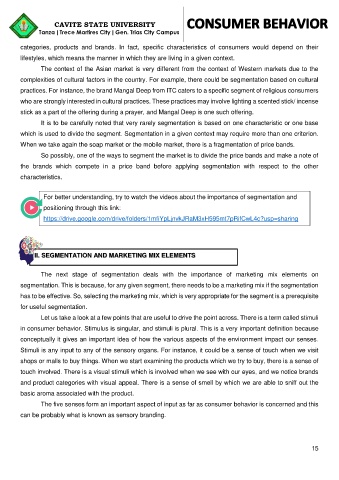 CAVITE STATE UNIVERSITY
Tanza | Trece Martires City | Gen. Trias City Campus
CONSUMER BEHAVIOR
categories, products and brands. In fact, specific characteristics of consumers would depend on their
lifestyles, which means the manner in which they are living in a given context.
The context of the Asian market is very different from the context of Western markets due to the
complexities of cultural factors in the country. For example, there could be segmentation based on cultural
practices. For instance, the brand Mangal Deep from ITC caters to a specific segment of religious consumers
who are strongly interested in cultural practices. These practices may involve lighting a scented stick/ incense
stick as a part of the offering during a prayer, and Mangal Deep is one such offering.
It is to be carefully noted that very rarely segmentation is based on one characteristic or one base
which is used to divide the segment. Segmentation in a given context may require more than one criterion.
When we take again the soap market or the mobile market, there is a fragmentation of price bands.
So possibly, one of the ways to segment the market is to divide the price bands and make a note of
the brands which compete in a price band before applying segmentation with respect to the other
characteristics.
For better understanding, try to watch the videos about the importance of segmentation and
positioning through this link:
II. SEGMENTATION AND MARKETING MIX ELEMENTS
The next stage of segmentation deals with the importance of marketing mix elements on
segmentation. This is because, for any given segment, there needs to be a marketing mix if the segmentation
has to be effective. So, selecting the marketing mix, which is very appropriate for the segment is a prerequisite
for useful segmentation.
Let us take a look at a few points that are useful to drive the point across. There is a term called stimuli
in consumer behavior. Stimulus is singular, and stimuli is plural. This is a very important definition because
conceptually it gives an important idea of how the various aspects of the environment impact our senses.
Stimuli is any input to any of the sensory organs. For instance, it could be a sense of touch when we visit
shops or malls to buy things. When we start examining the products which we try to buy, there is a sense of
touch involved. There is a visual stimuli which is involved when we see with our eyes, and we notice brands
and product categories with visual appeal. There is a sense of smell by which we are able to sniff out the
basic aroma associated with the product.
The five senses form an important aspect of input as far as consumer behavior is concerned and this
can be probably what is known as sensory branding.
15